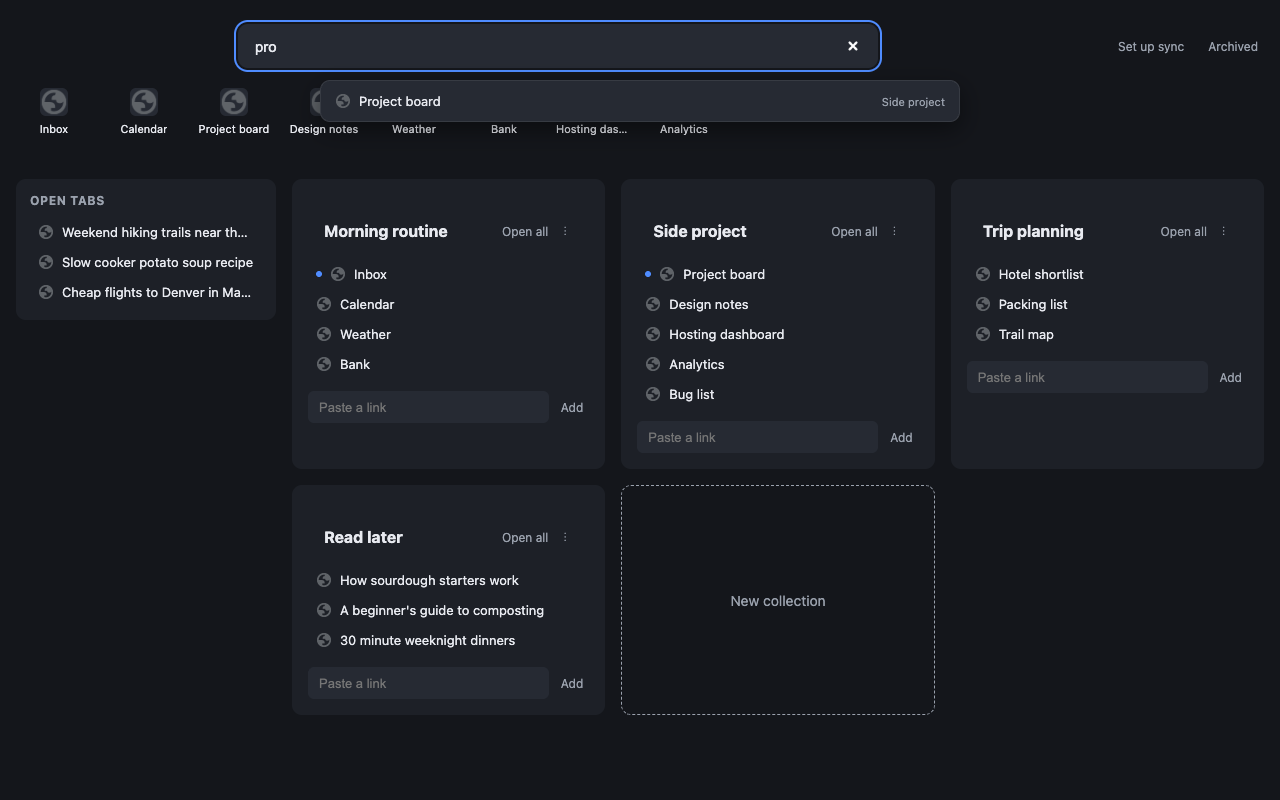 pro
Set up sync
Archived
Project board
Side project
Inbox
Calendar
Project board
Design notes
Weather
Bank
Hosting das...
Analytics
OPEN TABS
Weekend hiking trails near th...
Slow cooker potato soup recipe
Cheap flights to Denver in Ma...
Morning routine
Open all
Inbox
Calendar
Weather
Bank
Paste a link
Add
Side project
Open all
Project board
Design notes
Hosting dashboard
Analytics
Bug list
Paste a link
Add
Trip planning
Open all
Hotel shortlist
Packing list
Trail map
Paste a link
Add
Read later
Open all
How sourdough starters work
A beginner's guide to composting
30 minute weeknight dinners
Paste a link
Add
New collection